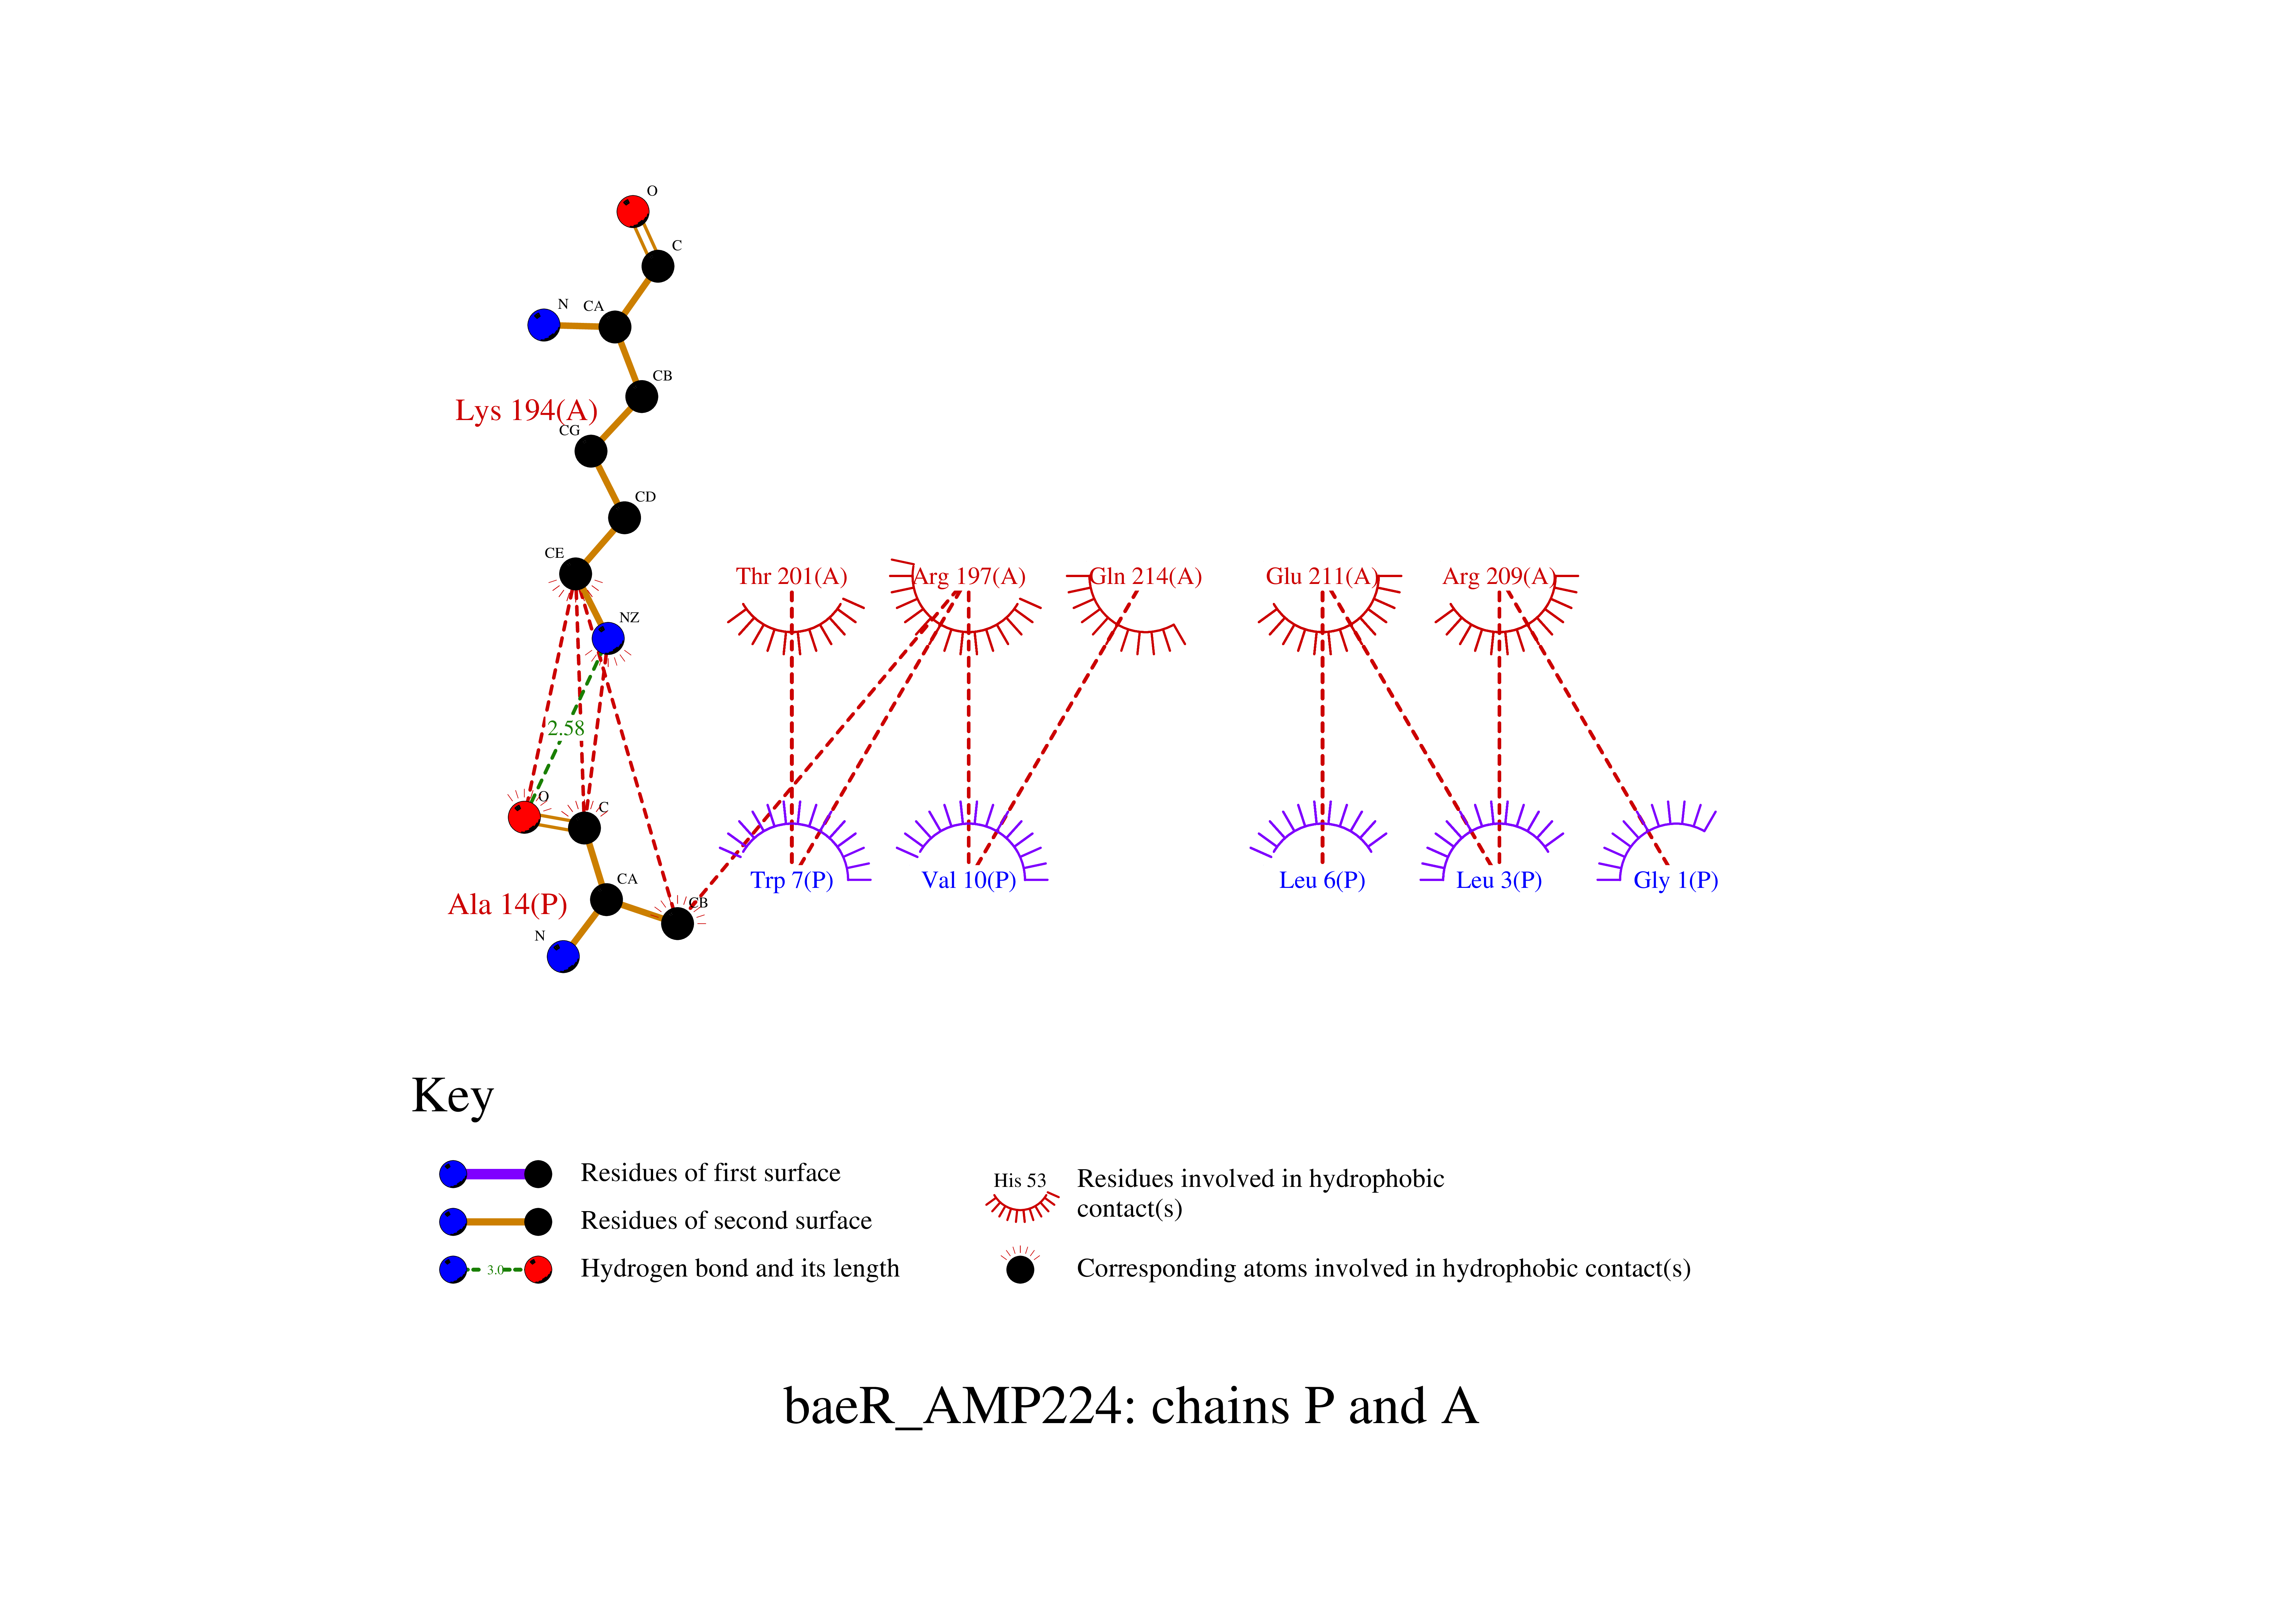 O
C
N
CA
CB
Lys 194(A)
CG
CD
CE
NZ
Thr 201(A)
Arg 197(A)
Gln 214(A)
Glu 211(A)
Arg 209(A)
2.58
O
C
CA
CB
Ala 14(P)
N
Trp 7(P)
Val 10(P)
Leu 6(P)
Leu 3(P)
Gly 1(P)
Key
Residues of first surface
Residues of second surface
3.0
Hydrogen bond and its length
His 53
Residues involved in hydrophobic
contact(s)
Corresponding atoms involved in hydrophobic contact(s)
baeR_AMP224: chains P and A